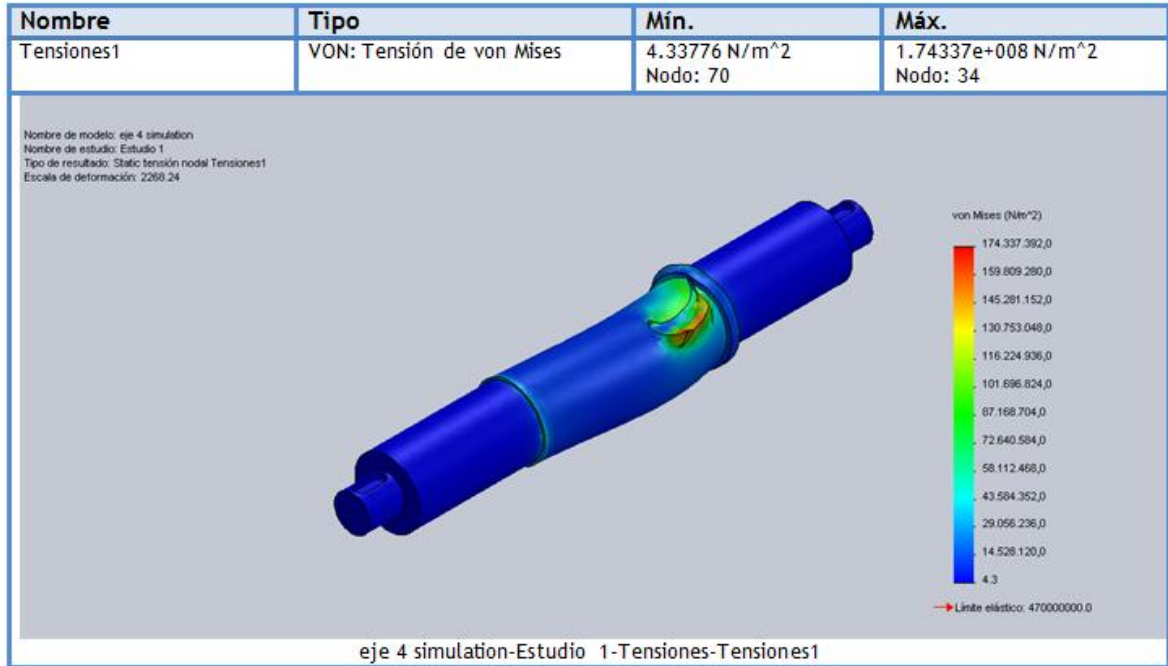 Nombre Tipo Mín. Máx.
Tensiones1 VON: Tensión de von Mises 4.33776 N/m^2 1.74337e+008 N/m^2
Nodo: 70 Nodo: 34
Nombre de modelo: eje 4 simulation
Nombre de estudio: Estudio 1
Tipo de resultado: Static tensión nodal Tensiones1
Escala de deformación: 2268.24
von Mises (N/m^2)
174.337.392,0
159.809.280,0
145.281.152,0
130.753.048,0
116.224.936,0
101.696.824,0
87.168.704,0
72.640.584,0
58.112.468,0
43.584.352,0
29.056.236,0
14.528.120,0
4.3
Límite elástico: 470000000.0
eje 4 simulation-Estudio 1-Tensiones-Tensiones1